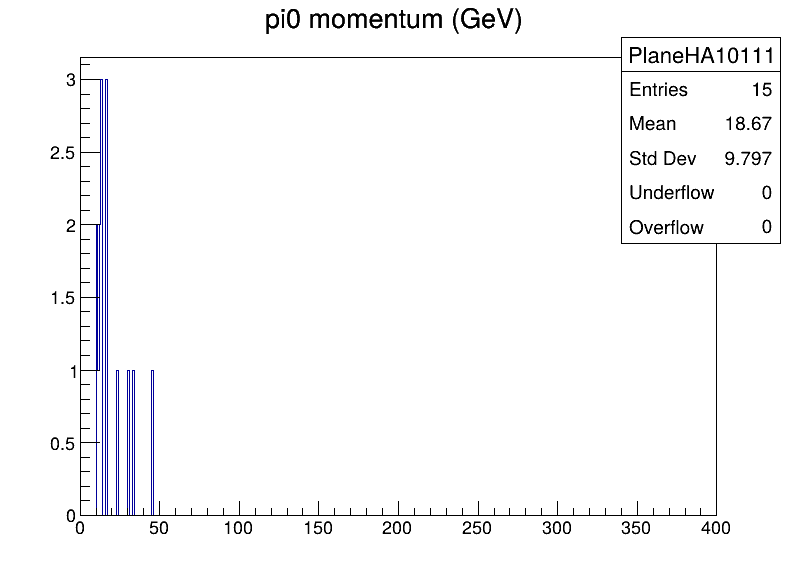 pi0 momentum (GeV)
PlaneHA10111
Entries 15
Mean 18.67
Std Dev 9.797
Underflow 0
Overflow 0
3
2.5
2
1.5
1
0.5
0
0 50 100 150 200 250 300 350 400